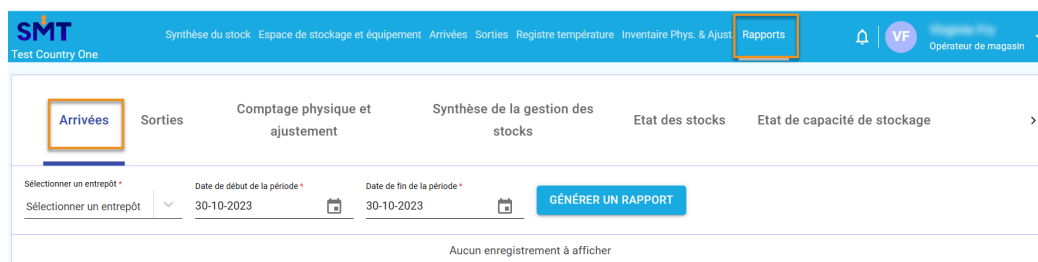 SMT
Test Country One
Synthèse du stock Espace de stockage et équipement Arrivées Sorties Registre température Inventaire Phys. & Ajust. Rapports
VF
Opérateur de magasin
Arrivées Sorties Comptage physique et ajustement Synthèse de la gestion des stocks Etat des stocks Etat de capacité de stockage
Sélectionner un entrepôt * Date de début de la période * Date de fin de la période *
Sélectionner un entrepôt 30-10-2023 30-10-2023 GÉNÉRER UN RAPPORT
Aucun enregistrement à afficher